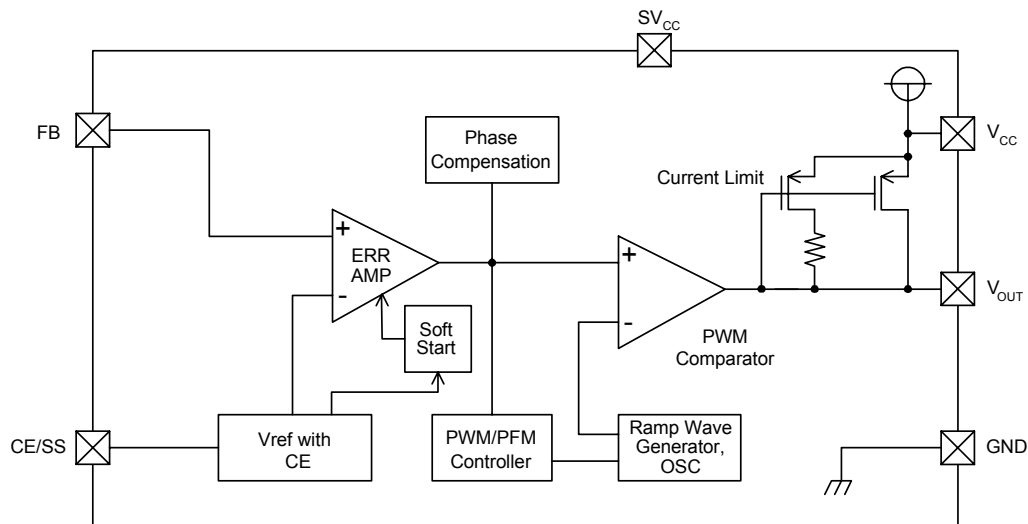 SVCC
FB
Phase
Compensation
VCC
Current Limit
+
ERR
AMP
-
+
-
VOUT
Soft
Start
PWM
Comparator
CE/SS
Vref with
CE
PWM/PFM
Controller
Ramp Wave
Generator,
OSC
GND